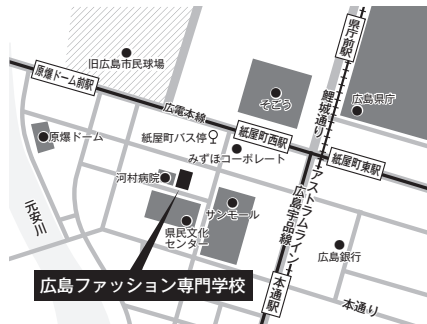 県庁前駅
旧広島市民球場
原爆ドーム前駅
そごう
広島県庁
鯉城通り
広電本線
原爆ドーム
紙屋町バス停
紙屋町西駅
紙屋町東駅
みずほコーポレート
河村病院
アストラムライン
広島宇品線
元安川
サンモール
県民文化
センター
広島銀行
広島ファッション専門学校
本通駅
本通り